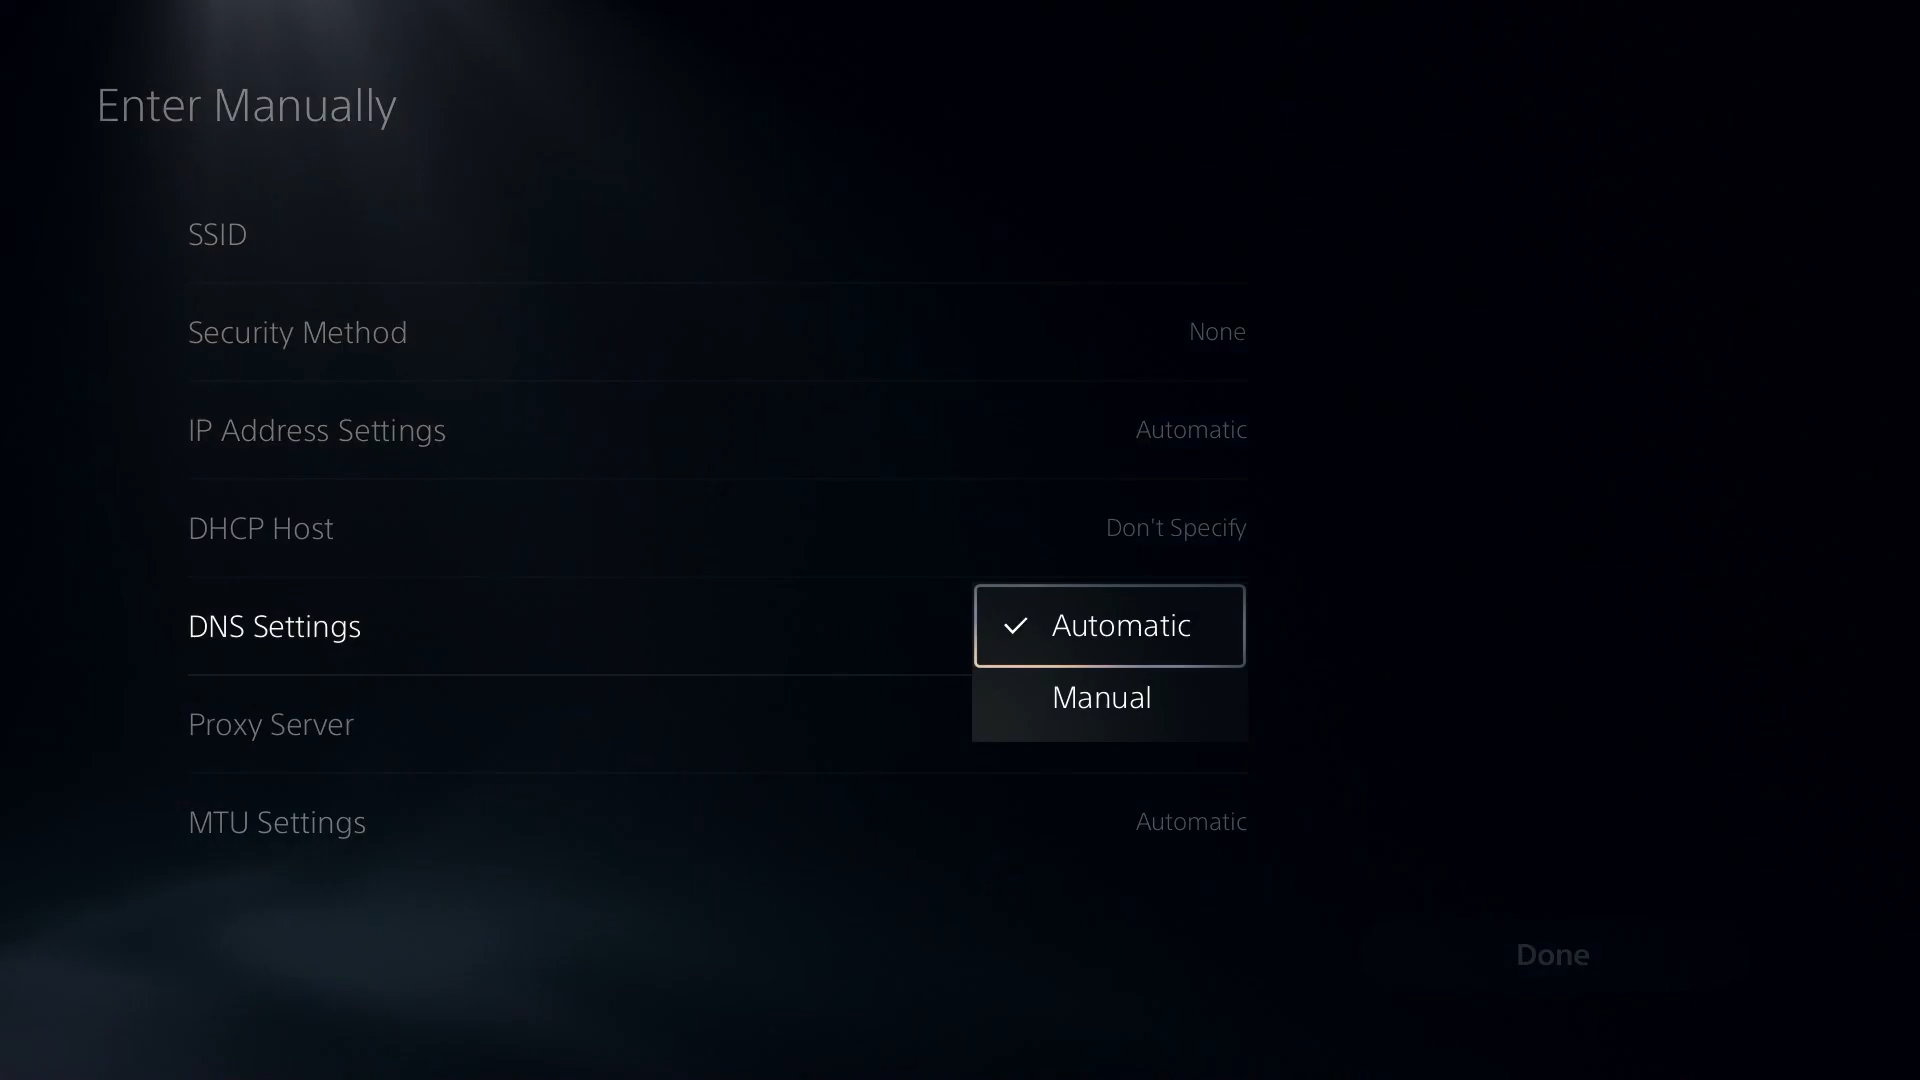 Enter Manually
SSID
Security Method None
IP Address Settings Automatic
DHCP Host Don't Specify
DNS Settings Automatic
Manual
Proxy Server
MTU Settings Automatic
Done